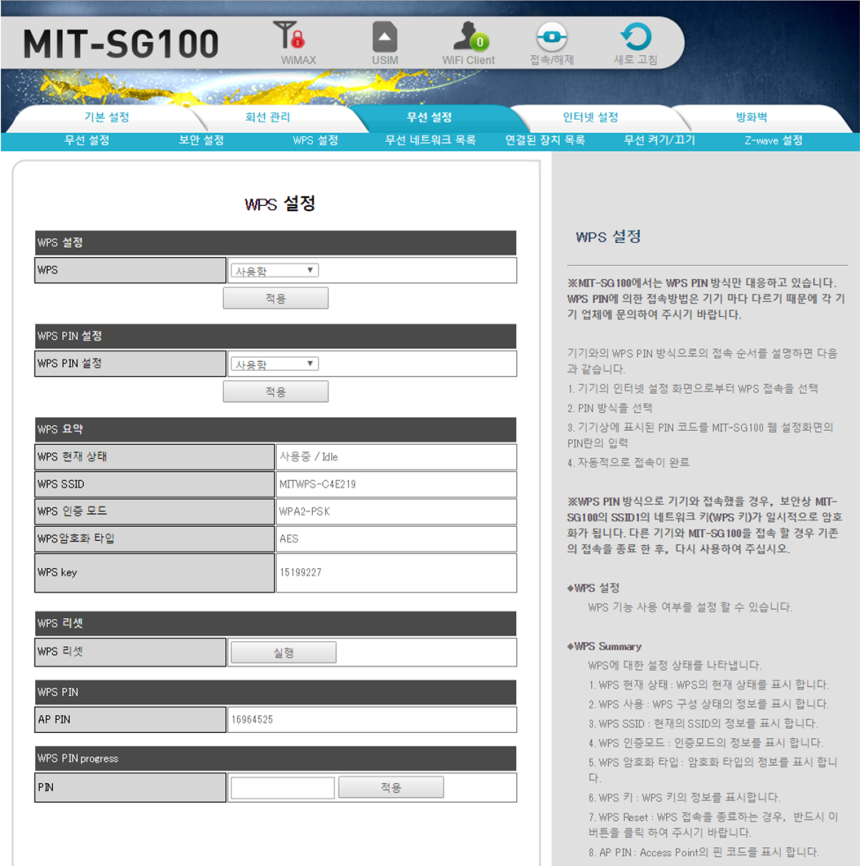 MIT-SG100
WiMAX
USIM
0
WiFi Client
접속/해제
새로 고침
기본 설정
회선 관리
무선 설정
인터넷 설정
방화벽
무선 설정
보안 설정
WPS 설정
무선 네트워크 목록
연결된 장치 목록
무선 켜기/끄기
Z-wave 설정
WPS 설정
WPS 설정
WPS
사용함
적용
WPS PIN 설정
WPS PIN 설정
사용함
적용
WPS 요약
WPS 현재 상태
사용중 / Idle
WPS SSID
MITWPS-C4E219
WPS 인증 모드
WPA2-PSK
WPS암호화 타입
AES
WPS key
15199227
WPS 리셋
WPS 리셋
실행
WPS PIN
AP PIN
16964525
WPS PIN progress
PIN
적용
WPS 설정
※MIT-SG100에서는 WPS PIN 방식만 대응하고 있습니다.
WPS PIN에 의한 접속방법은 기기 마다 다르기 때문에 각 기
기 업체에 문의하여 주시기 바랍니다.
기기와의 WPS PIN 방식으로의 접속 순서를 설명하면 다음
과 같습니다.
1. 기기의 인터넷 설정 화면으로부터 WPS 접속을 선택
2. PIN 방식을 선택
3. 기기상에 표시된 PIN 코드를 MIT-SG100 웹 설정화면의
PIN란의 입력
4. 자동적으로 접속이 완료
※WPS PIN 방식으로 기기와 접속했을 경우, 보안상 MIT-
SG100의 SSID1의 네트워크 키(WPS 키)가 일시적으로 암호
화가 됩니다. 다른 기기와 MIT-SG100을 접속 할 경우 기존
의 접속을 종료 한 후, 다시 사용하여 주십시오.
◆WPS 설정
WPS 기능 사용 여부를 설정 할 수 있습니다.
◆WPS Summary
WPS에 대한 설정 상태를 나타냅니다.
1. WPS 현재 상태 : WPS의 현재 상태를 표시 합니다.
2. WPS 사용 : WPS 구성 상태의 정보를 표시 합니다.
3. WPS SSID : 현재의 SSID의 정보를 표시 합니다.
4. WPS 인증모드 : 인증모드의 정보를 표시 합니다.
5. WPS 암호화 타입 : 암호화 타입의 정보를 표시 합니
다.
6. WPS 키 : WPS 키의 정보를 표시합니다.
7. WPS Reset : WPS 접속을 종료하는 경우, 반드시 이
버튼을 클릭 하여 주시기 바랍니다.
8. AP PIN : Access Point의 핀 코드를 표시 합니다.